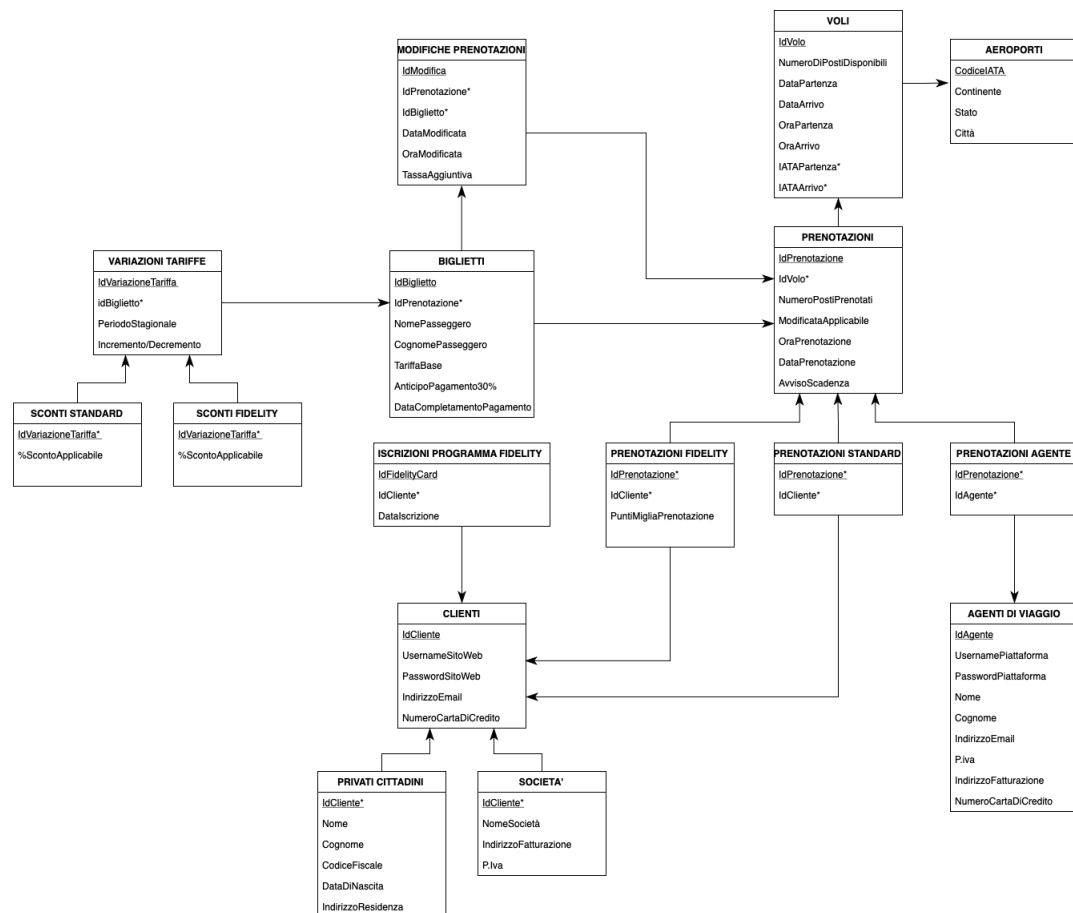 VOLI
IdVolo
NumeroDiPostiDisponibili
DataPartenza
DataArrivo
OraPartenza
OraArrivo
IATAPartenza*
IATAArrivo*
MODIFICHE PRENOTAZIONI
IdModifica
IdPrenotazione*
IdBiglietto*
DataModificata
OraModificata
TassaAggiuntiva
AEROPORTI
CodiceIATA
Continente
Stato
Città
VARIAZIONI TARIFFE
IdVariazioneTariffa
idBiglietto*
PeriodoStagionale
Incremento/Decremento
BIGLIETTI
IdBiglietto
IdPrenotazione*
NomePasseggero
CognomePasseggero
TariffaBase
AnticipoPagamento30%
DataCompletamentoPagamento
PRENOTAZIONI
IdPrenotazione
IdVolo*
NumeroPostiPrenotati
ModificataApplicabile
OraPrenotazione
DataPrenotazione
AvvisoScadenza
SCONTI STANDARD
IdVariazioneTariffa*
%ScontoApplicabile
SCONTI FIDELITY
IdVariazioneTariffa*
%ScontoApplicabile
ISCRIZIONI PROGRAMMA FIDELITY
IdFidelityCard
IdCliente*
DataIscrizione
PRENOTAZIONI FIDELITY
IdPrenotazione*
IdCliente*
PuntiMigliaPrenotazione
PRENOTAZIONI STANDARD
IdPrenotazione*
IdCliente*
PRENOTAZIONI AGENTE
IdPrenotazione*
IdAgente*
CLIENTI
IdCliente
UsernameSitoWeb
PasswordSitoWeb
IndirizzoEmail
NumeroCartaDiCredito
AGENTI DI VIAGGIO
IdAgente
UsernamePiattaforma
PasswordPiattaforma
Nome
Cognome
IndirizzoEmail
P.iva
IndirizzoFatturazione
NumeroCartaDiCredito
PRIVATI CITTADINI
IdCliente*
Nome
Cognome
CodiceFiscale
DataDiNascita
IndirizzoResidenza
SOCIETA'
IdCliente*
NomeSocietà
IndirizzoFatturazione
P.Iva